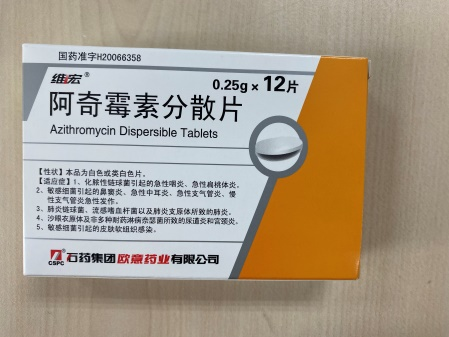 国药准字H20066358
维宏®
0.25g×12片
阿奇霉素分散片
Azithromycin Dispersible Tablets
【性状】本品为白色或类白色片。
【适应症】1、化脓性链球菌引起的急性咽炎、急性扁桃体炎。
2、敏感细菌引起的鼻窦炎、急性中耳炎、急性支气管炎、慢
性支气管炎急性发作。
3、肺炎链球菌、流感嗜血杆菌以及肺炎支原体所致的肺炎。
4、沙眼衣原体及非多种耐药淋病奈瑟菌所致的尿道炎和宫颈炎。
5、敏感细菌引起的皮肤软组织感染。
CSPC 石药集团欧意药业有限公司